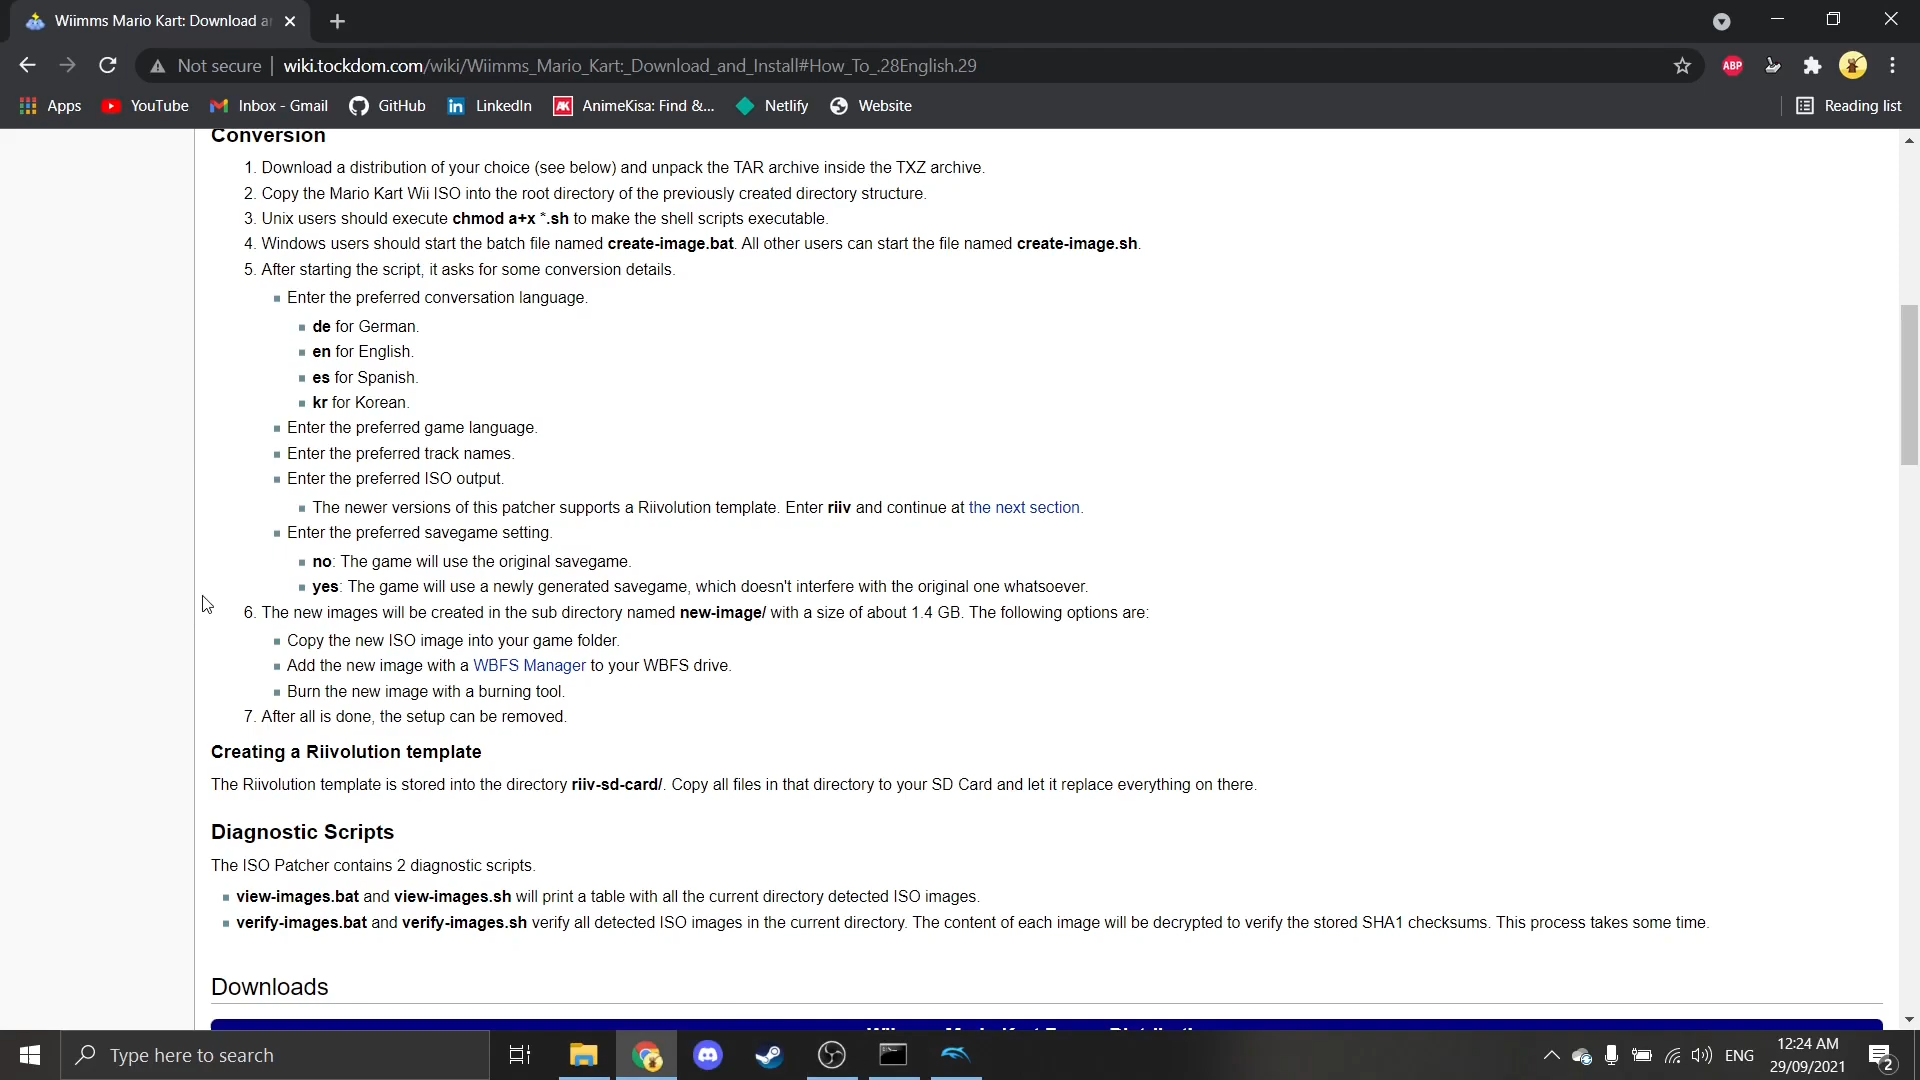 Wiimms Mario Kart: Download a
Not secure
wiki.tockdom.com/wiki/Wiimms_Mario_Kart:_Download_and_Install#How_To_.28English.29
ABP
Apps
YouTube
Inbox - Gmail
GitHub
LinkedIn
AK
AnimeKisa: Find &...
Netlify
Website
Reading list
Conversion
1. Download a distribution of your choice (see below) and unpack the TAR archive inside the TXZ archive.
2. Copy the Mario Kart Wii ISO into the root directory of the previously created directory structure.
3. Unix users should execute chmod a+x *.sh to make the shell scripts executable.
4. Windows users should start the batch file named create-image.bat. All other users can start the file named create-image.sh.
5. After starting the script, it asks for some conversion details.
Enter the preferred conversation language.
de for German.
en for English.
es for Spanish.
kr for Korean.
Enter the preferred game language.
Enter the preferred track names.
Enter the preferred ISO output.
The newer versions of this patcher supports a Riivolution template. Enter riiv and continue at the next section.
Enter the preferred savegame setting.
no: The game will use the original savegame.
yes: The game will use a newly generated savegame, which doesn't interfere with the original one whatsoever.
6. The new images will be created in the sub directory named new-image/ with a size of about 1.4 GB. The following options are:
Copy the new ISO image into your game folder.
Add the new image with a WBFS Manager to your WBFS drive.
Burn the new image with a burning tool.
7. After all is done, the setup can be removed.
Creating a Riivolution template
The Riivolution template is stored into the directory riiv-sd-card/. Copy all files in that directory to your SD Card and let it replace everything on there.
Diagnostic Scripts
The ISO Patcher contains 2 diagnostic scripts.
view-images.bat and view-images.sh will print a table with all the current directory detected ISO images.
verify-images.bat and verify-images.sh verify all detected ISO images in the current directory. The content of each image will be decrypted to verify the stored SHA1 checksums. This process takes some time.
Downloads
Type here to search
ENG
12:24 AM
29/09/2021
2